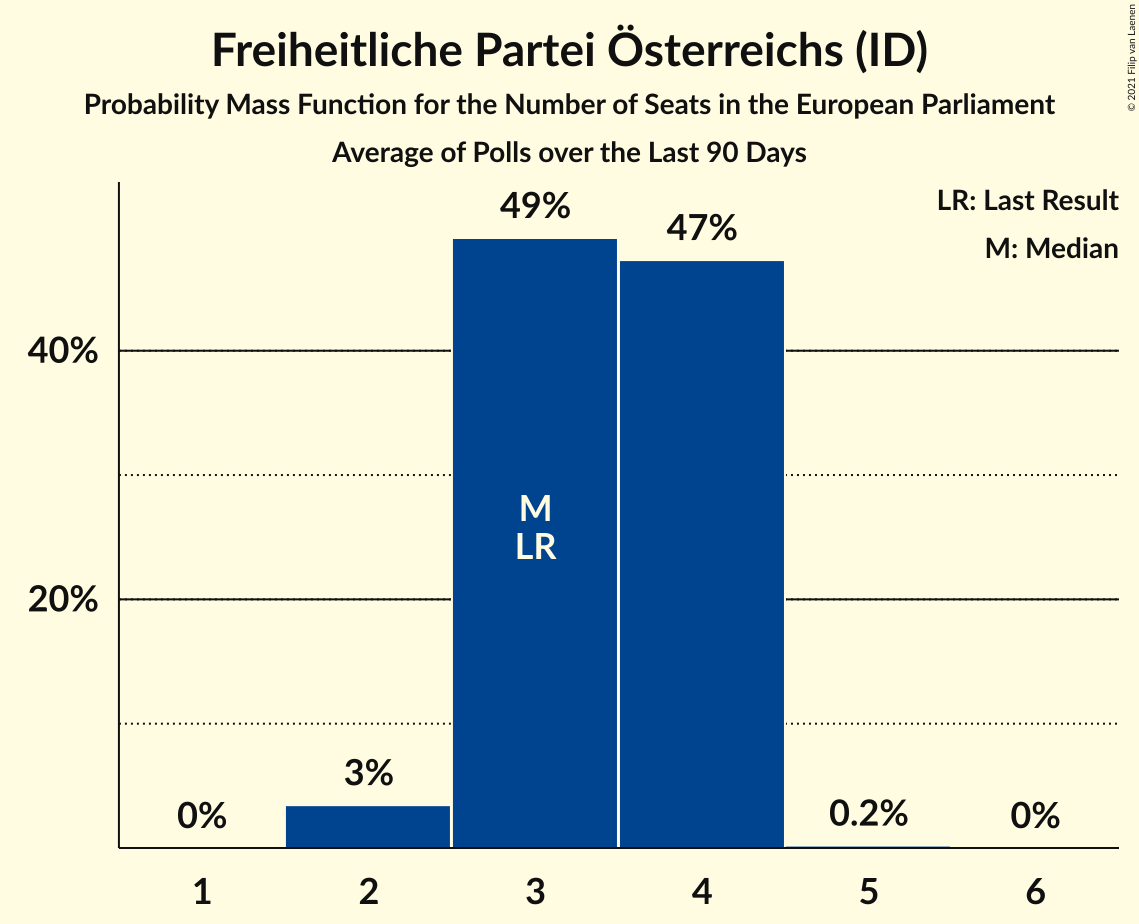 Freiheitliche Partei Österreichs (ID)
Probability Mass Function for the Number of Seats in the European Parliament
Average of Polls over the Last 90 Days
© 2021 Filip van Laenen
LR: Last Result
M: Median
49%
47%
40%
M
LR
20%
3%
0%
0.2%
0%
1 2 3 4 5 6